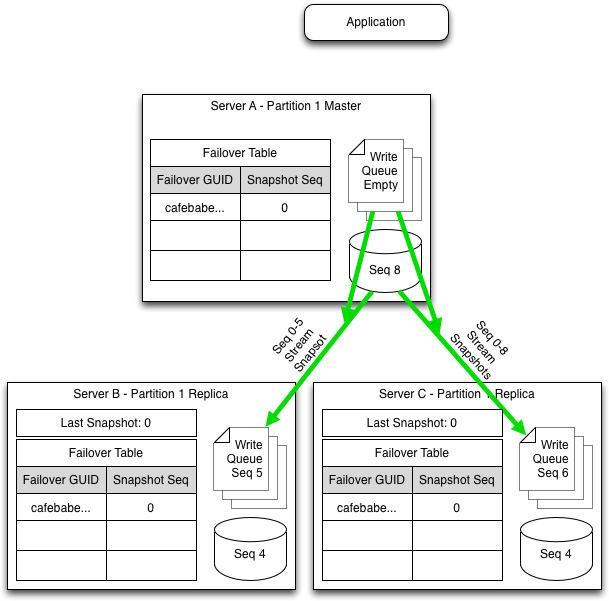 Application
Server A - Partition 1 Master
Failover Table
Failover GUID
Snapshot Seq
cafebabe...
0
Write
Queue
Empty
Seq 8
Seq 0-5
Stream
Snapsot
Seq 0-8
Stream
Snapshots
Server B - Partition 1 Replica
Last Snapshot: 0
Failover Table
Failover GUID
Snapshot Seq
cafebabe...
0
Write
Queue
Seq 5
Seq 4
Server C - Partition 1 Replica
Last Snapshot: 0
Failover Table
Failover GUID
Snapshot Seq
cafebabe...
0
Write
Queue
Seq 6
Seq 4